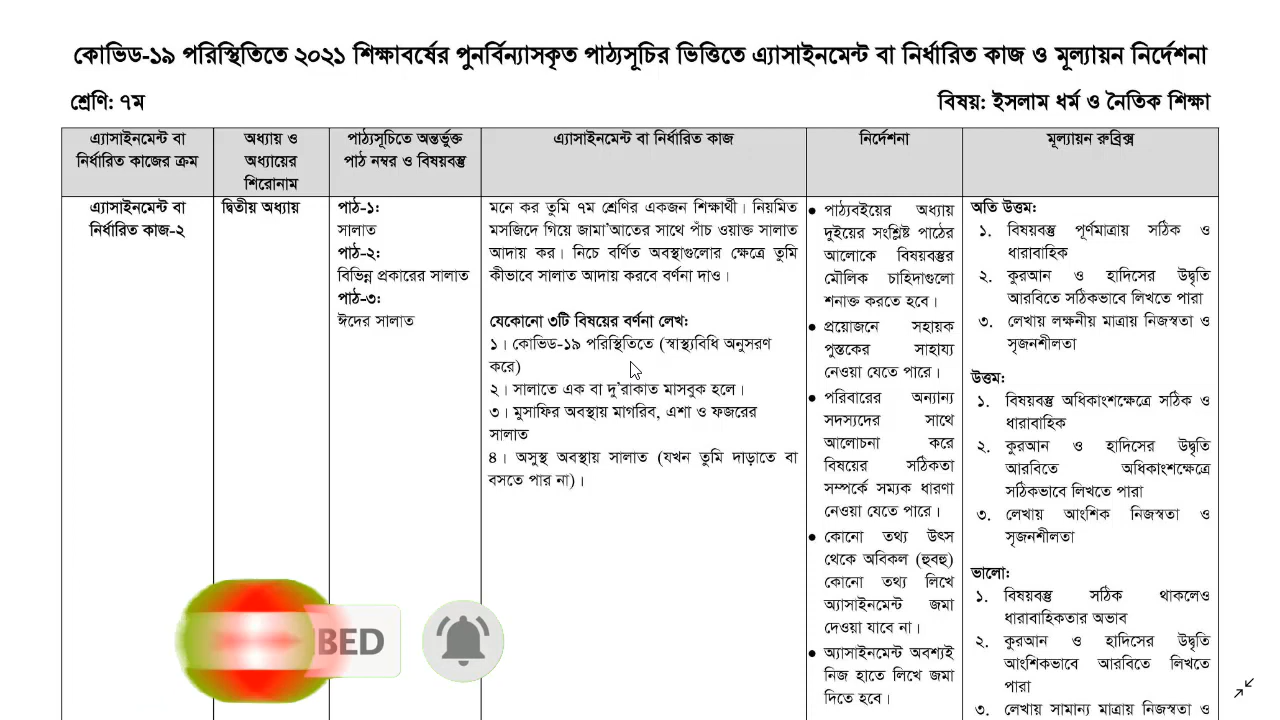 কোভিড-১৯ পরিস্থিতিতে ২০২১ শিক্ষাবর্ষের পুনর্বিন্যাসকৃত পাঠ্যসূচির ভিত্তিতে এ্যাসাইনমেন্ট বা নির্ধারিত কাজ ও মূল্যায়ন নির্দেশনা
শ্রেণি: ৭ম
বিষয়: ইসলাম ধর্ম ও নৈতিক শিক্ষা
এ্যাসাইনমেন্ট বা
নির্ধারিত কাজের ক্রম
অধ্যায় ও
অধ্যায়ের
শিরোনাম
পাঠ্যসূচিতে অন্তর্ভুক্ত
পাঠ নম্বর ও বিষয়বস্তু
এ্যাসাইনমেন্ট বা নির্ধারিত কাজ
নির্দেশনা
মূল্যায়ন রুব্রিক্স
এ্যাসাইনমেন্ট বা
নির্ধারিত কাজ-২
দ্বিতীয় অধ্যায়
পাঠ-১:
সালাত
পাঠ-২:
বিভিন্ন প্রকারের সালাত
পাঠ-৩:
ঈদের সালাত
মনে কর তুমি ৭ম শ্রেণির একজন শিক্ষার্থী। নিয়মিত
মসজিদে গিয়ে জামা'আতের সাথে পাঁচ ওয়াক্ত সালাত
আদায় কর। নিচে বর্ণিত অবস্থাগুলোর ক্ষেত্রে তুমি
কীভাবে সালাত আদায় করবে বর্ণনা দাও।
যেকোনো ৩টি বিষয়ের বর্ণনা লেখ:
১। কোভিড-১৯ পরিস্থিতিতে (স্বাস্থ্যবিধি অনুসরণ
করে)
২। সালাতে এক বা দু'রাকাত মাসবুক হলে।
৩। মুসাফির অবস্থায় মাগরিব, এশা ও ফজরের
সালাত
৪। অসুস্থ অবস্থায় সালাত (যখন তুমি দাড়াতে বা
বসতে পার না)।
● পাঠ্যবইয়ের অধ্যায়
দুইয়ের সংশ্লিষ্ট পাঠের
আলোকে বিষয়বস্তুর
মৌলিক চাহিদাগুলো
শনাক্ত করতে হবে।
● প্রয়োজনে সহায়ক
পুস্তকের সাহায্য
নেওয়া যেতে পারে।
● পরিবারের অন্যান্য
সদস্যদের সাথে
আলোচনা করে
বিষয়ের সঠিকতা
সম্পর্কে সম্যক ধারণা
নেওয়া যেতে পারে।
● কোনো তথ্য উৎস
থেকে অবিকল (হুবহু)
কোনো তথ্য লিখে
অ্যাসাইনমেন্ট জমা
দেওয়া যাবে না।
● অ্যাসাইনমেন্ট অবশ্যই
নিজ হাতে লিখে জমা
দিতে হবে।
অতি উত্তম:
১. বিষয়বস্তু পূর্ণমাত্রায় সঠিক ও
ধারাবাহিক
২. কুরআন ও হাদিসের উদ্ধৃতি
আরবিতে সঠিকভাবে লিখতে পারা
৩. লেখায় লক্ষনীয় মাত্রায় নিজস্বতা ও
সৃজনশীলতা
উত্তম:
১. বিষয়বস্তু অধিকাংশক্ষেত্রে সঠিক ও
ধারাবাহিক
২. কুরআন ও হাদিসের উদ্ধৃতি
আরবিতে অধিকাংশক্ষেত্রে
সঠিকভাবে লিখতে পারা
৩. লেখায় আংশিক নিজস্বতা ও
সৃজনশীলতা
ভালো:
১. বিষয়বস্তু সঠিক থাকলেও
ধারাবাহিকতার অভাব
২. কুরআন ও হাদিসের উদ্ধৃতি
আংশিকভাবে আরবিতে লিখতে
পারা
৩. লেখায় সামান্য মাত্রায় নিজস্বতা ও
BED